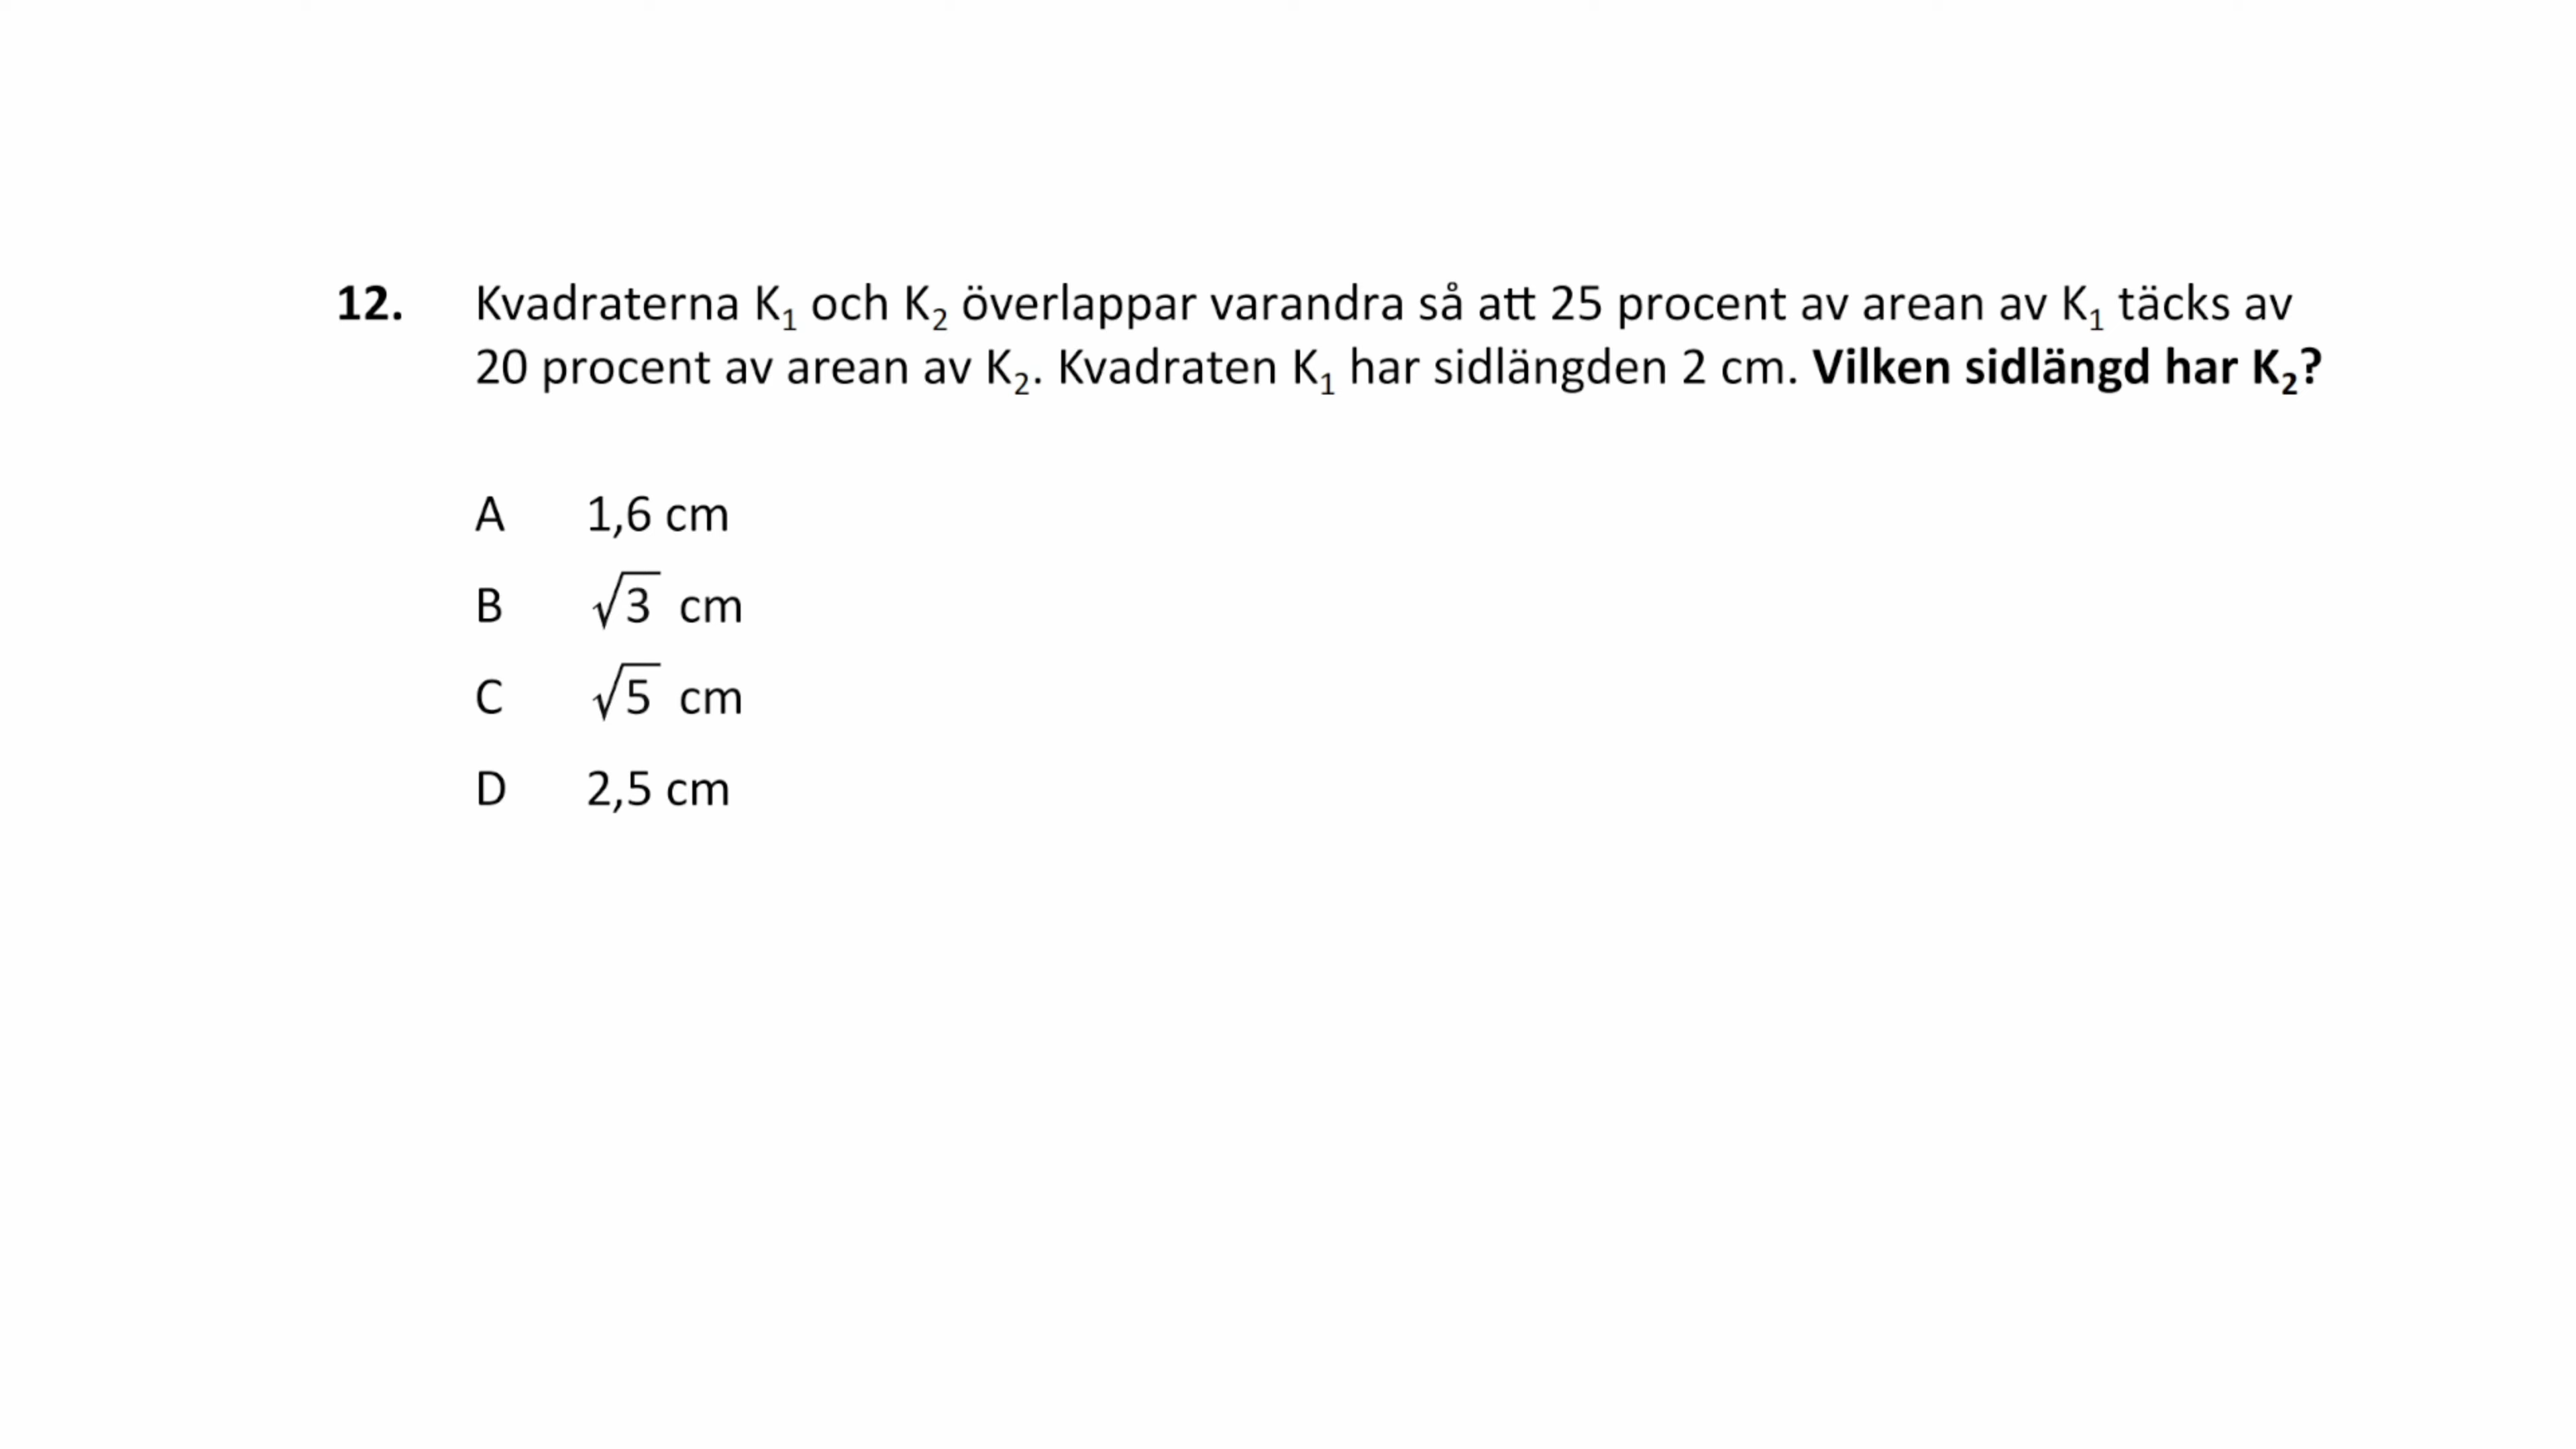 12. Kvadraterna K₁ och K₂ överlappar varandra så att 25 procent av arean av K₁ täcks av
20 procent av arean av K₂. Kvadraten K₁ har sidlängden 2 cm. Vilken sidlängd har K₂?
A 1,6 cm
B √3 cm
C √5 cm
D 2,5 cm